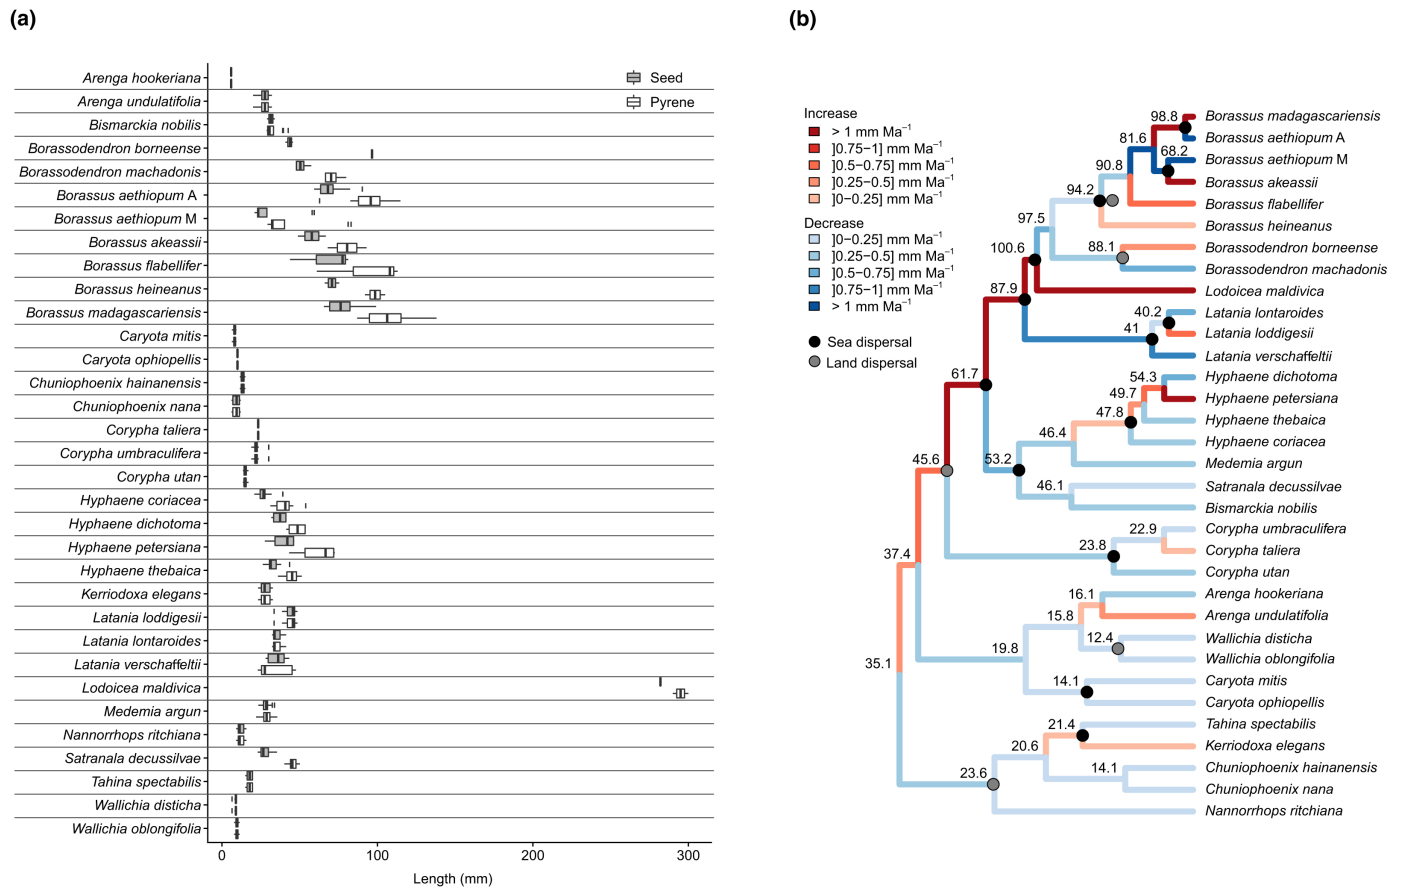 (a)
Arenga hookeriana
Arenga undulatifolia
Bismarckia nobilis
Borassodendron borneense
Borassodendron machadonis
Borassus aethiopum A
Borassus aethiopum M
Borassus akeassii
Borassus flabellifer
Borassus heineanus
Borassus madagascariensis
Caryota mitis
Caryota ophiopellis
Chuniophoenix hainanensis
Chuniophoenix nana
Corypha taliera
Corypha umbraculifera
Corypha utan
Hyphaene coriacea
Hyphaene dichotoma
Hyphaene petersiana
Hyphaene thebaica
Kerriodoxa elegans
Latania loddigesii
Latania lontaroides
Latania verschaffeltii
Lodoicea maldivica
Medemia argun
Nannorrhops ritchiana
Satranala decussilvae
Tahina spectabilis
Wallichia disticha
Wallichia oblongifolia
Seed
Pyrene
0 100 200 300
Length (mm)
(b)
Increase
> 1 mm Ma⁻¹
]0.75−1] mm Ma⁻¹
]0.5−0.75] mm Ma⁻¹
]0.25−0.5] mm Ma⁻¹
]0−0.25] mm Ma⁻¹
Decrease
]0−0.25] mm Ma⁻¹
]0.25−0.5] mm Ma⁻¹
]0.5−0.75] mm Ma⁻¹
]0.75−1] mm Ma⁻¹
> 1 mm Ma⁻¹
Sea dispersal
Land dispersal
98.8
81.6
68.2
90.8
94.2
97.5
88.1
100.6
87.9
40.2
41
61.7
54.3
49.7
47.8
46.4
45.6
53.2
46.1
22.9
23.8
37.4
16.1
15.8
12.4
19.8
35.1
14.1
21.4
20.6
14.1
23.6
Borassus madagascariensis
Borassus aethiopum A
Borassus aethiopum M
Borassus akeassii
Borassus flabellifer
Borassus heineanus
Borassodendron borneense
Borassodendron machadonis
Lodoicea maldivica
Latania lontaroides
Latania loddigesii
Latania verschaffeltii
Hyphaene dichotoma
Hyphaene petersiana
Hyphaene thebaica
Hyphaene coriacea
Medemia argun
Satranala decussilvae
Bismarckia nobilis
Corypha umbraculifera
Corypha taliera
Corypha utan
Arenga hookeriana
Arenga undulatifolia
Wallichia disticha
Wallichia oblongifolia
Caryota mitis
Caryota ophiopellis
Tahina spectabilis
Kerriodoxa elegans
Chuniophoenix hainanensis
Chuniophoenix nana
Nannorrhops ritchiana